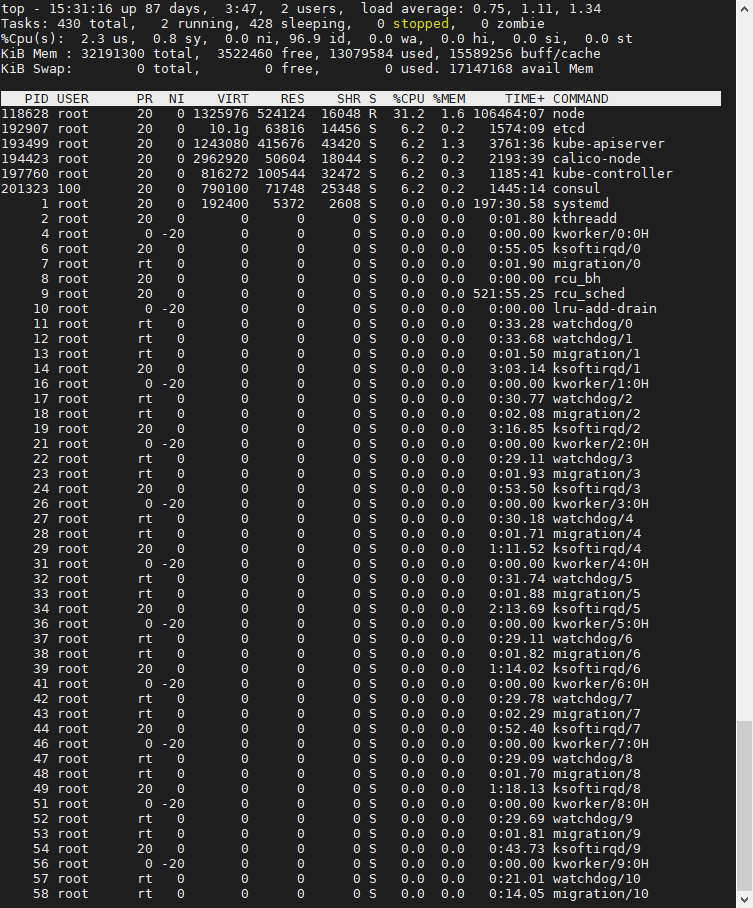 top - 15:31:16 up 87 days,  3:47,  2 users,  load average: 0.75, 1.11, 1.34
Tasks: 430 total,   2 running, 428 sleeping,   0 stopped,   0 zombie
%Cpu(s):  2.3 us,  0.8 sy,  0.0 ni, 96.9 id,  0.0 wa,  0.0 hi,  0.0 si,  0.0 st
KiB Mem : 32191300 total,  3522460 free, 13079584 used, 15589256 buff/cache
KiB Swap:        0 total,        0 free,        0 used. 17147168 avail Mem
   PID USER      PR  NI    VIRT    RES    SHR S  %CPU %MEM     TIME+ COMMAND
118628 root      20   0 1325976 524124  16048 R  31.2  1.6 106464:07 node
192907 root      20   0   10.1g  63816  14456 S   6.2  0.2   1574:09 etcd
193499 root      20   0 1243080 415676  43420 S   6.2  1.3   3761:36 kube-apiserver
194423 root      20   0 2962920  50604  18044 S   6.2  0.2   2193:39 calico-node
197760 root      20   0  816272 100544  32472 S   6.2  0.3   1185:41 kube-controller
201323 100       20   0  790100  71748  25348 S   6.2  0.2   1445:14 consul
     1 root      20   0  192400   5372   2608 S   0.0  0.0 197:30.58 systemd
     2 root      20   0       0      0      0 S   0.0  0.0   0:01.80 kthreadd
     4 root       0 -20       0      0      0 S   0.0  0.0   0:00.00 kworker/0:0H
     6 root      20   0       0      0      0 S   0.0  0.0   0:55.05 ksoftirqd/0
     7 root      rt   0       0      0      0 S   0.0  0.0   0:01.90 migration/0
     8 root      20   0       0      0      0 S   0.0  0.0   0:00.00 rcu_bh
     9 root      20   0       0      0      0 S   0.0  0.0 521:55.25 rcu_sched
    10 root       0 -20       0      0      0 S   0.0  0.0   0:00.00 lru-add-drain
    11 root      rt   0       0      0      0 S   0.0  0.0   0:33.28 watchdog/0
    12 root      rt   0       0      0      0 S   0.0  0.0   0:33.68 watchdog/1
    13 root      rt   0       0      0      0 S   0.0  0.0   0:01.50 migration/1
    14 root      20   0       0      0      0 S   0.0  0.0   3:03.14 ksoftirqd/1
    16 root       0 -20       0      0      0 S   0.0  0.0   0:00.00 kworker/1:0H
    17 root      rt   0       0      0      0 S   0.0  0.0   0:30.77 watchdog/2
    18 root      rt   0       0      0      0 S   0.0  0.0   0:02.08 migration/2
    19 root      20   0       0      0      0 S   0.0  0.0   3:16.85 ksoftirqd/2
    21 root       0 -20       0      0      0 S   0.0  0.0   0:00.00 kworker/2:0H
    22 root      rt   0       0      0      0 S   0.0  0.0   0:29.11 watchdog/3
    23 root      rt   0       0      0      0 S   0.0  0.0   0:01.93 migration/3
    24 root      20   0       0      0      0 S   0.0  0.0   0:53.50 ksoftirqd/3
    26 root       0 -20       0      0      0 S   0.0  0.0   0:00.00 kworker/3:0H
    27 root      rt   0       0      0      0 S   0.0  0.0   0:30.18 watchdog/4
    28 root      rt   0       0      0      0 S   0.0  0.0   0:01.71 migration/4
    29 root      20   0       0      0      0 S   0.0  0.0   1:11.52 ksoftirqd/4
    31 root       0 -20       0      0      0 S   0.0  0.0   0:00.00 kworker/4:0H
    32 root      rt   0       0      0      0 S   0.0  0.0   0:31.74 watchdog/5
    33 root      rt   0       0      0      0 S   0.0  0.0   0:01.88 migration/5
    34 root      20   0       0      0      0 S   0.0  0.0   2:13.69 ksoftirqd/5
    36 root       0 -20       0      0      0 S   0.0  0.0   0:00.00 kworker/5:0H
    37 root      rt   0       0      0      0 S   0.0  0.0   0:29.11 watchdog/6
    38 root      rt   0       0      0      0 S   0.0  0.0   0:01.82 migration/6
    39 root      20   0       0      0      0 S   0.0  0.0   1:14.02 ksoftirqd/6
    41 root       0 -20       0      0      0 S   0.0  0.0   0:00.00 kworker/6:0H
    42 root      rt   0       0      0      0 S   0.0  0.0   0:29.78 watchdog/7
    43 root      rt   0       0      0      0 S   0.0  0.0   0:02.29 migration/7
    44 root      20   0       0      0      0 S   0.0  0.0   0:52.40 ksoftirqd/7
    46 root       0 -20       0      0      0 S   0.0  0.0   0:00.00 kworker/7:0H
    47 root      rt   0       0      0      0 S   0.0  0.0   0:29.09 watchdog/8
    48 root      rt   0       0      0      0 S   0.0  0.0   0:01.70 migration/8
    49 root      20   0       0      0      0 S   0.0  0.0   1:18.13 ksoftirqd/8
    51 root       0 -20       0      0      0 S   0.0  0.0   0:00.00 kworker/8:0H
    52 root      rt   0       0      0      0 S   0.0  0.0   0:29.69 watchdog/9
    53 root      rt   0       0      0      0 S   0.0  0.0   0:01.81 migration/9
    54 root      20   0       0      0      0 S   0.0  0.0   0:43.73 ksoftirqd/9
    56 root       0 -20       0      0      0 S   0.0  0.0   0:00.00 kworker/9:0H
    57 root      rt   0       0      0      0 S   0.0  0.0   0:21.01 watchdog/10
    58 root      rt   0       0      0      0 S   0.0  0.0   0:14.05 migration/10